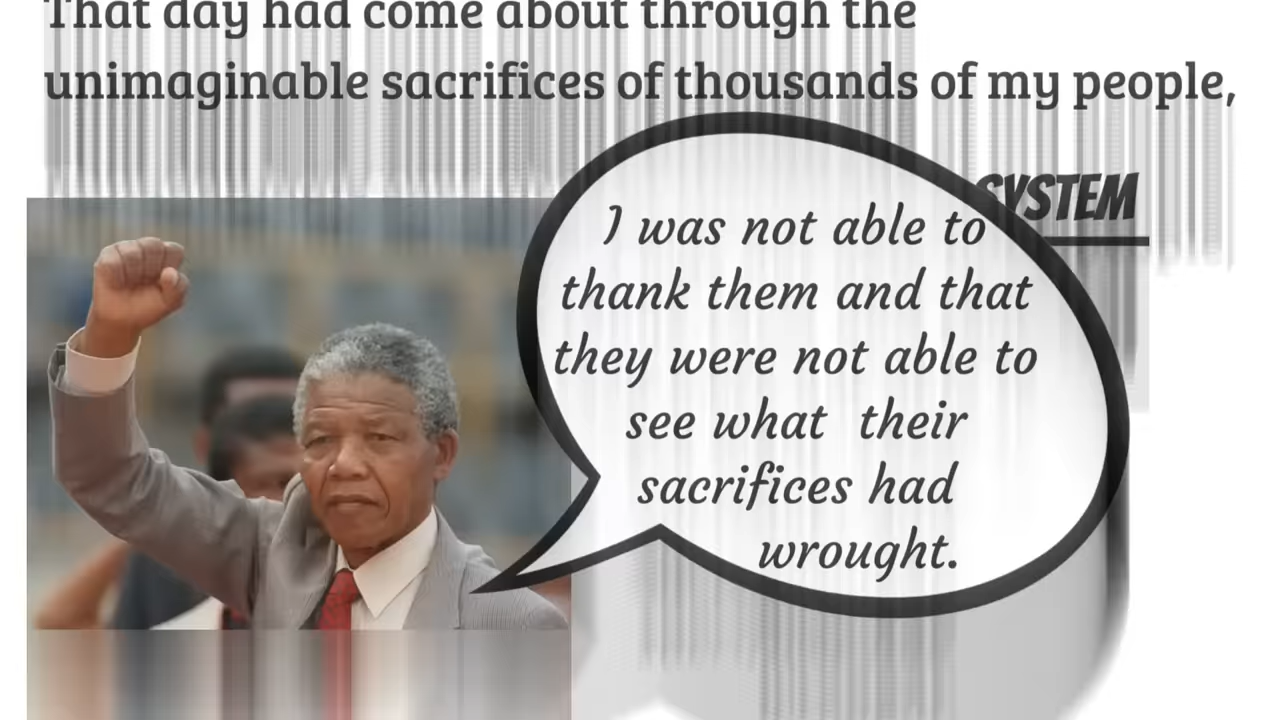 That day had come about through the
unimaginable sacrifices of thousands of my people,
SYSTEM
I was not able to
thank them and that
they were not able to
see what their
sacrifices had
wrought.